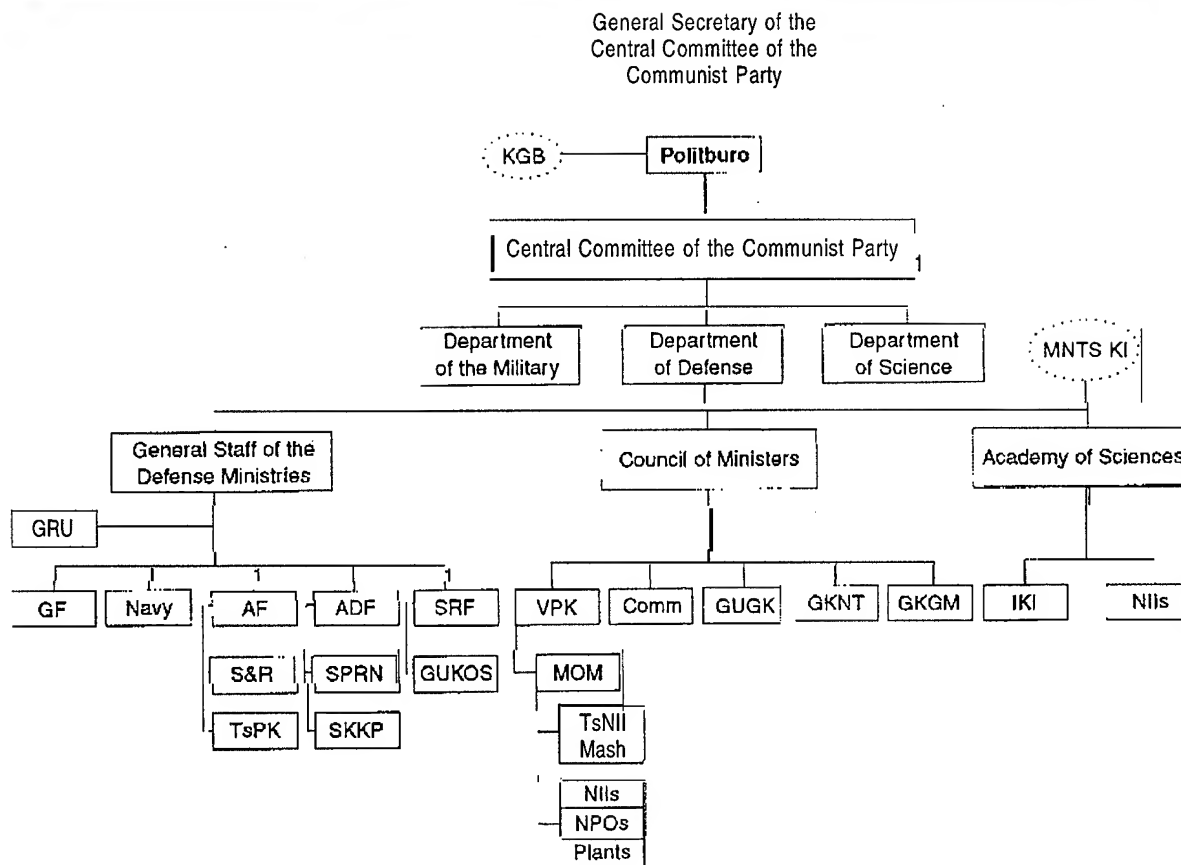 General Secretary of the
Central Committee of the
Communist Party
KGB
Politburo
Central Committee of the Communist Party
Department
of the Military
Department
of Defense
Department
of Science
MNTS KI
General Staff of the
Defense Ministries
Council of Ministers
Academy of Sciences
GRU
GF
Navy
AF
ADF
SRF
VPK
Comm
GUGK
GKNT
GKGM
IKI
NIIs
S&R
SPRN
GUKOS
MOM
TsPK
SKKP
TsNII
Mash
NIIs
NPOs
Plants